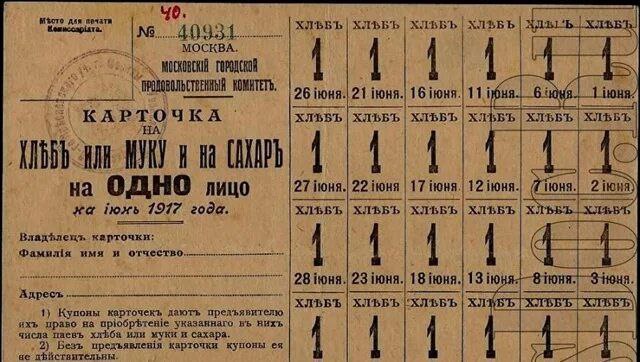 Мѣсто для печати
Комиссаріата.
40.
№ 40931
МОСКВА.
МОСКОВСКІЙ ГОРОДСКОЙ
ПРОДОВОЛЬСТВЕННЫЙ КОМИТЕТЪ.
КАРТОЧКА
НА
ХЛѢБЪ или МУКУ и на САХАРЪ
на ОДНО лицо
на іюнь 1917 года.
Владѣлецъ карточки:
Фамилія имя и отчество
Адресъ
1) Купоны карточекъ даютъ предъявителю
ихъ право на пріобрѣтеніе указаннаго въ нихъ
числа паевъ хлѣба или муки и сахара.
2) Безъ предъявленія карточки купоны ея
не дѣйствительны.
ХЛѢБЪ ХЛѢБЪ ХЛѢБЪ ХЛѢБЪ ХЛѢБЪ ХЛѢБЪ
1 1 1 1 1 1
26 іюня. 21 іюня. 16 іюня. 11 іюня. 6 іюня. 1 іюня.
ХЛѢБЪ ХЛѢБЪ ХЛѢБЪ ХЛѢБЪ ХЛѢБЪ ХЛѢБЪ
1 1 1 1 1 1
27 іюня. 22 іюня. 17 іюня. 12 іюня. 7 іюня. 2 іюня.
ХЛѢБЪ ХЛѢБЪ ХЛѢБЪ ХЛѢБЪ ХЛѢБЪ ХЛѢБЪ
1 1 1 1 1 1
28 іюня. 23 іюня. 18 іюня. 13 іюня. 8 іюня. 3 іюня.
ХЛѢБЪ ХЛѢБЪ ХЛѢБЪ ХЛѢБЪ ХЛѢБЪ ХЛѢБЪ
1 1 1 1 1 1